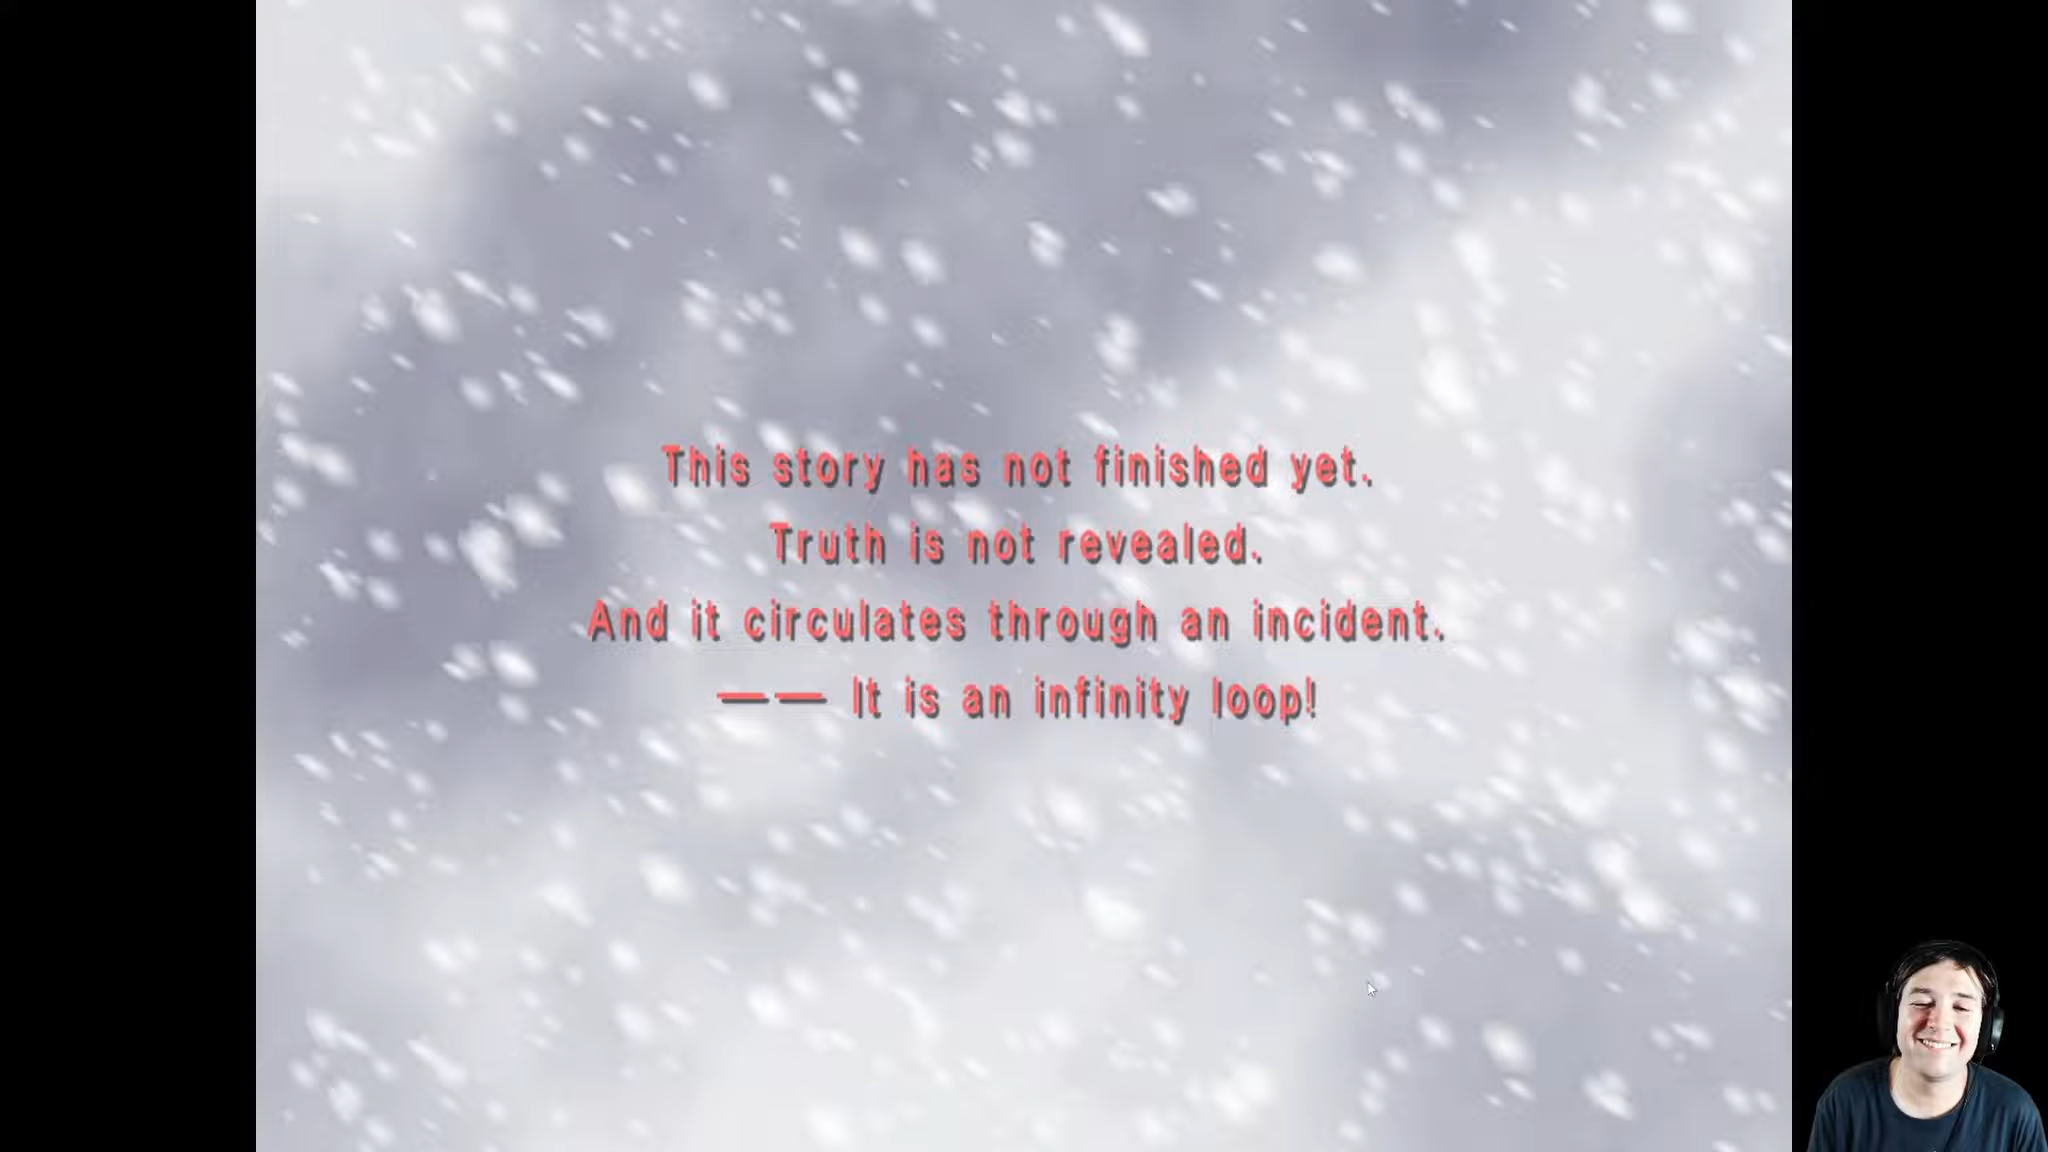 This story has not finished yet.
Truth is not revealed.
And it circulates through an incident.
—— It is an infinity loop!